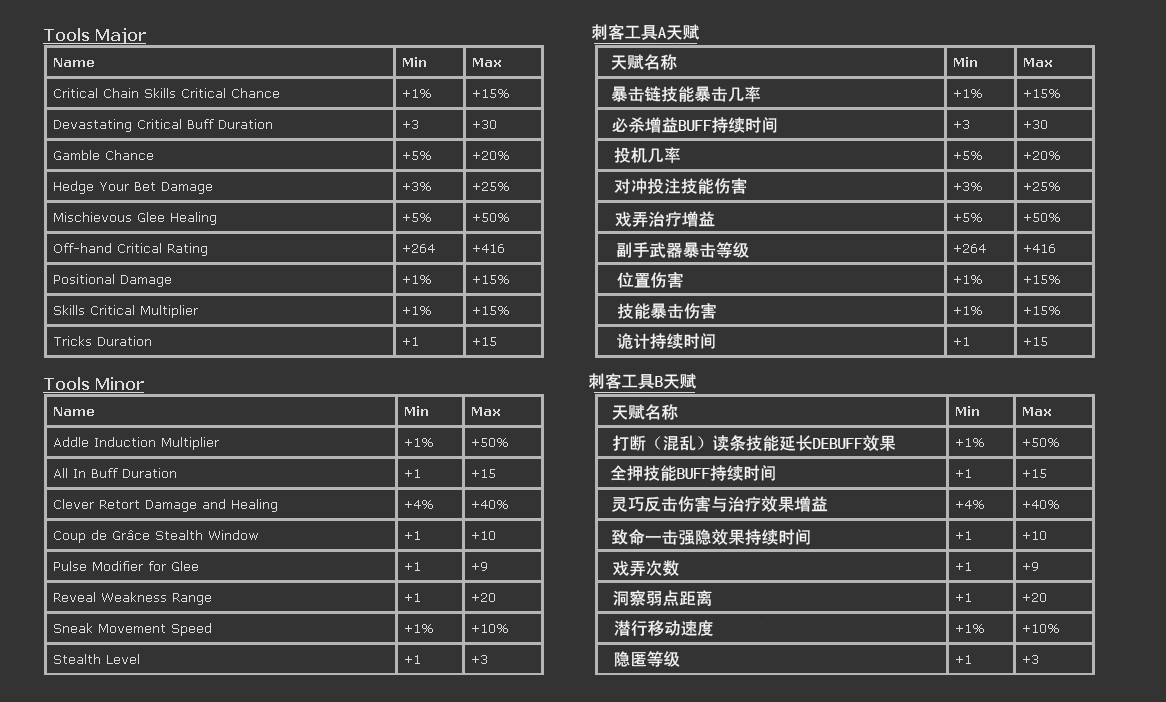 Tools Major
Name Min Max
Critical Chain Skills Critical Chance +1% +15%
Devastating Critical Buff Duration +3 +30
Gamble Chance +5% +20%
Hedge Your Bet Damage +3% +25%
Mischievous Glee Healing +5% +50%
Off-hand Critical Rating +264 +416
Positional Damage +1% +15%
Skills Critical Multiplier +1% +15%
Tricks Duration +1 +15
Tools Minor
Name Min Max
Addle Induction Multiplier +1% +50%
All In Buff Duration +1 +15
Clever Retort Damage and Healing +4% +40%
Coup de Grâce Stealth Window +1 +10
Pulse Modifier for Glee +1 +9
Reveal Weakness Range +1 +20
Sneak Movement Speed +1% +10%
Stealth Level +1 +3
刺客工具A天赋
天赋名称 Min Max
暴击链技能暴击几率 +1% +15%
必杀增益BUFF持续时间 +3 +30
投机几率 +5% +20%
对冲投注技能伤害 +3% +25%
戏弄治疗增益 +5% +50%
副手武器暴击等级 +264 +416
位置伤害 +1% +15%
技能暴击伤害 +1% +15%
诡计持续时间 +1 +15
刺客工具B天赋
天赋名称 Min Max
打断（混乱）读条技能延长DEBUFF效果 +1% +50%
全押技能BUFF持续时间 +1 +15
灵巧反击伤害与治疗效果增益 +4% +40%
致命一击强隐效果持续时间 +1 +10
戏弄次数 +1 +9
洞察弱点距离 +1 +20
潜行移动速度 +1% +10%
隐匿等级 +1 +3